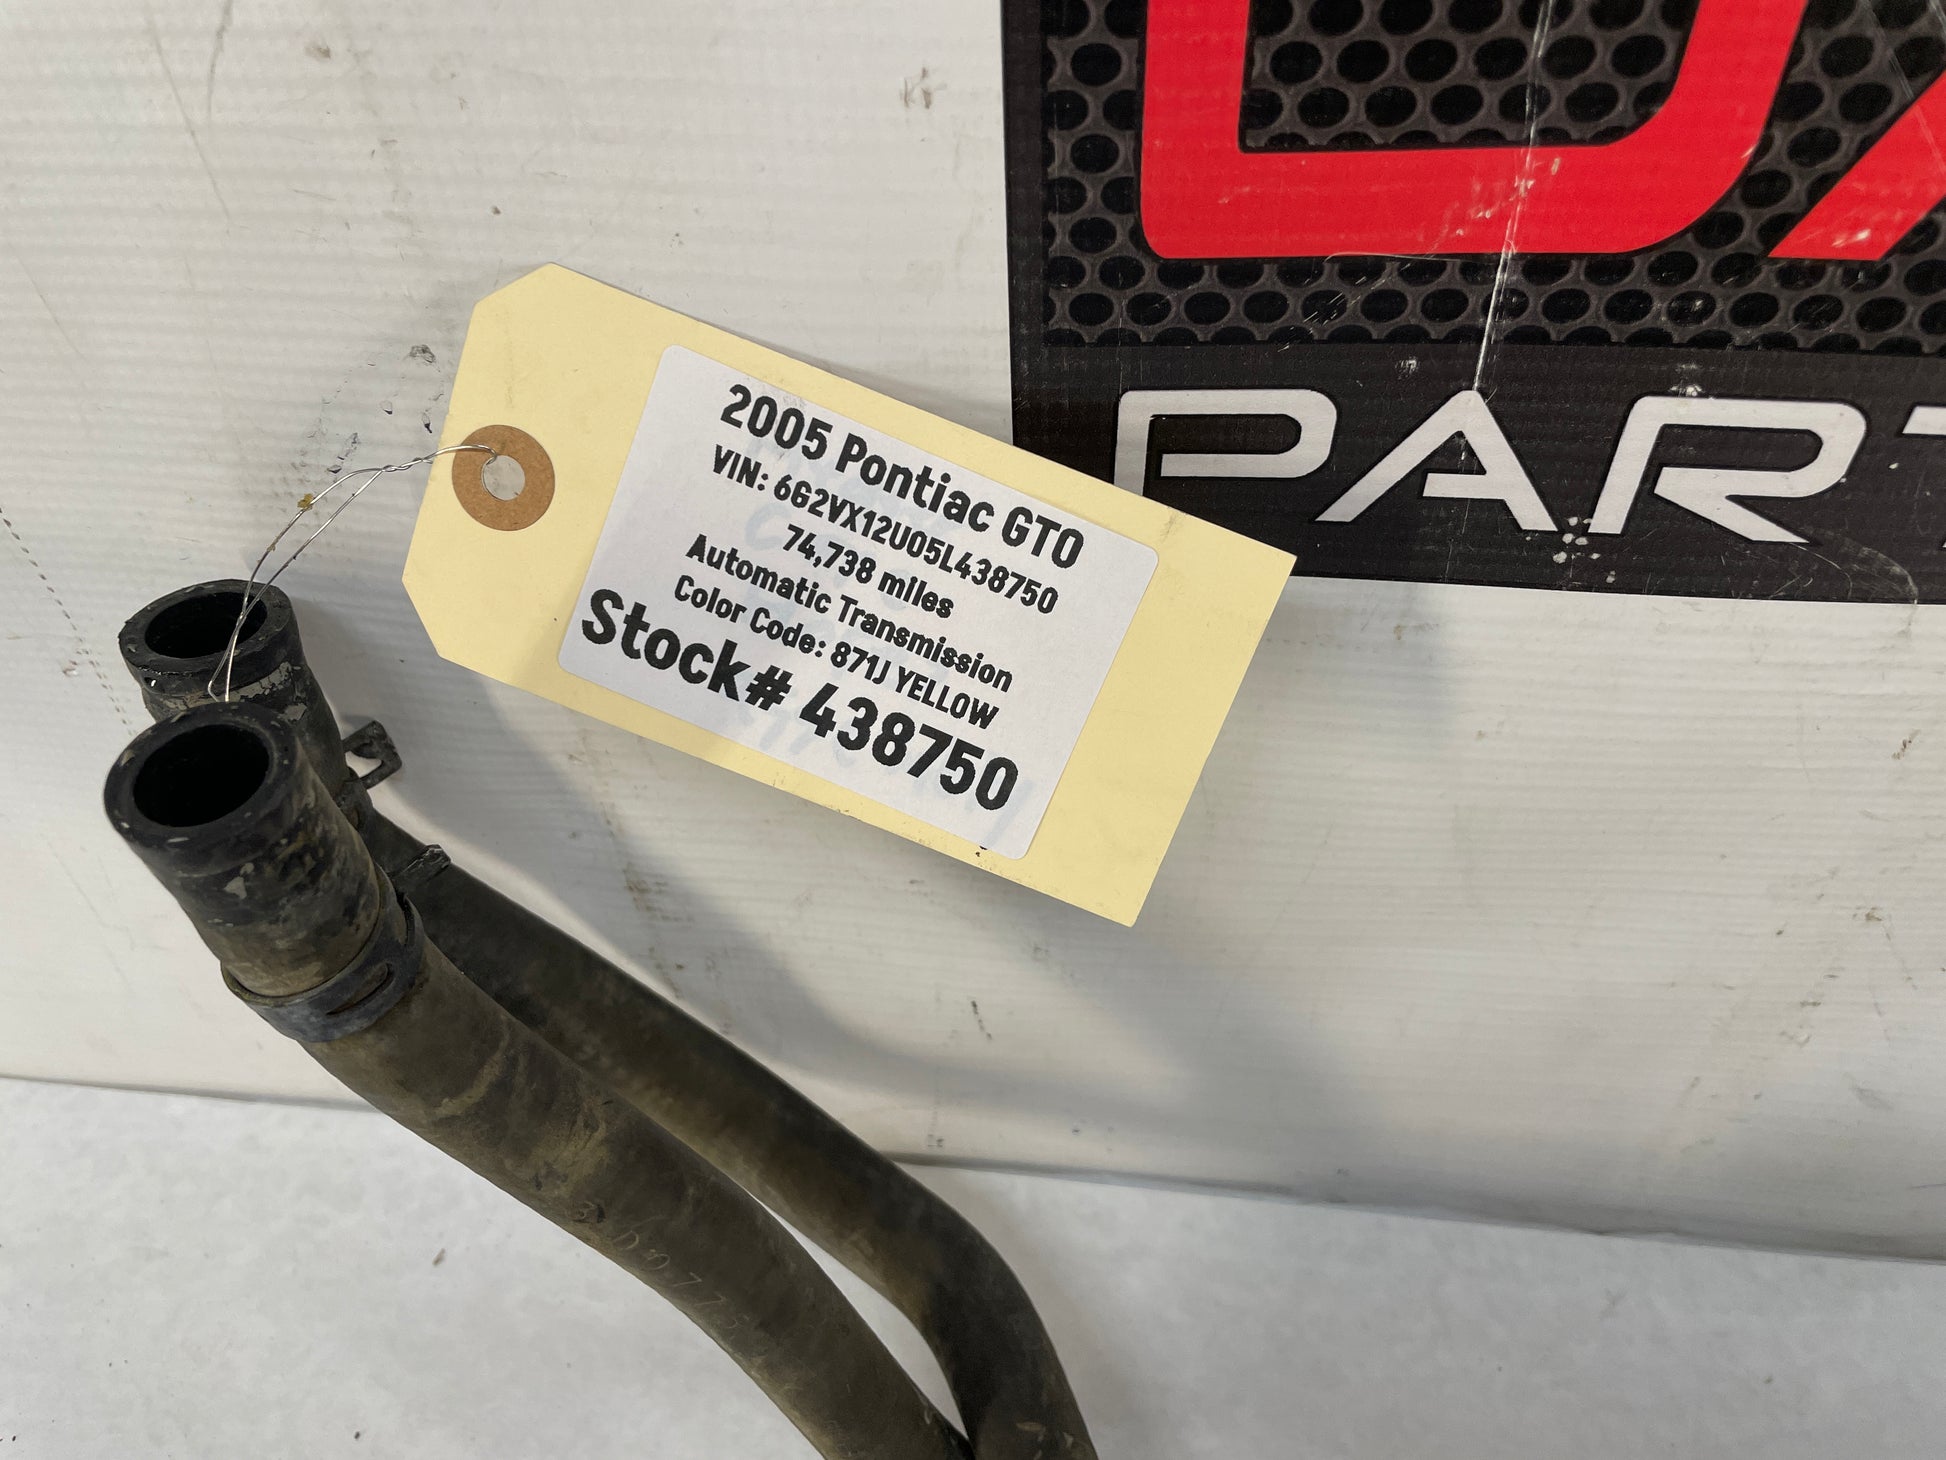 2005 Pontiac GTO
VIN: 6G2VX12U05L438750
74,738 miles
Automatic Transmission
Color Code: 871J YELLOW
Stock# 438750
PART